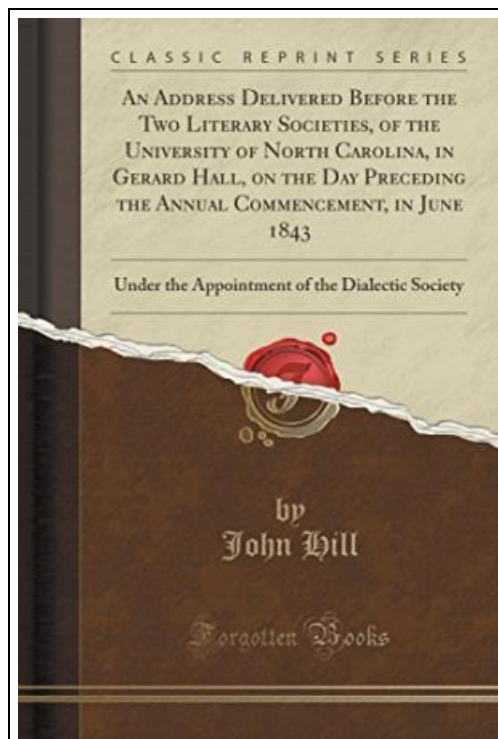 CLASSIC REPRINT SERIES
AN ADDRESS DELIVERED BEFORE THE
TWO LITERARY SOCIETIES, OF THE
UNIVERSITY OF NORTH CAROLINA, IN
GERARD HALL, ON THE DAY PRECEDING
THE ANNUAL COMMENCEMENT, IN JUNE
1843
Under the Appointment of the Dialectic Society
by
John Hill
Forgotten Books